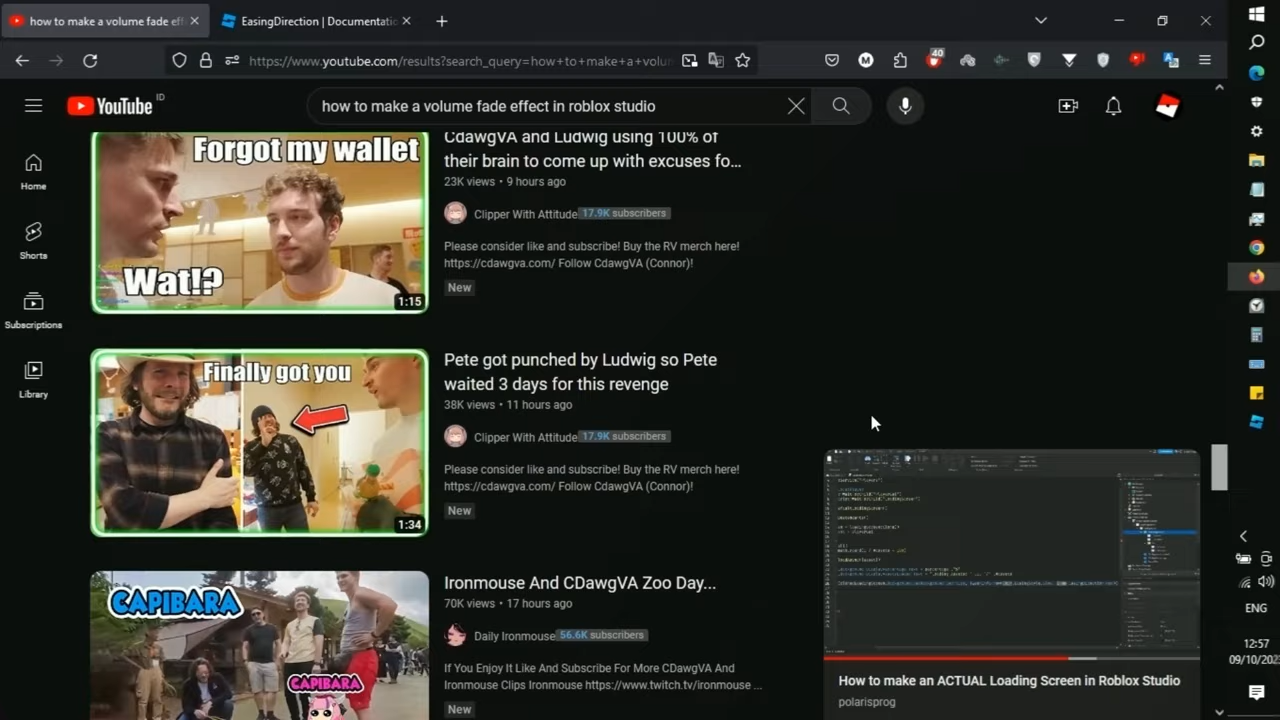 how to make a volume fade eff
EasingDirection | Documentatio
https://www.youtube.com/results?search_query=how+to+make+a+volun
40
YouTube
ID
how to make a volume fade effect in roblox studio
Home
Shorts
Subscriptions
Library
Forgot my wallet
Wat!?
1:15
CdawgVA and Ludwig using 100% of
their brain to come up with excuses fo...
23K views • 9 hours ago
Clipper With Attitude 17.9K subscribers
Please consider like and subscribe! Buy the RV merch here!
https://cdawgva.com/ Follow CdawgVA (Connor)!
New
Finally got you
1:34
Pete got punched by Ludwig so Pete
waited 3 days for this revenge
38K views • 11 hours ago
Clipper With Attitude 17.9K subscribers
Please consider like and subscribe! Buy the RV merch here!
https://cdawgva.com/ Follow CdawgVA (Connor)!
New
CAPIBARA
CAPIBARA
Ironmouse And CDawgVA Zoo Day...
70K views • 17 hours ago
Daily Ironmouse 56.6K subscribers
If You Enjoy It Like And Subscribe For More CDawgVA And
Ironmouse Clips Ironmouse https://www.twitch.tv/ironmouse ...
New
How to make an ACTUAL Loading Screen in Roblox Studio
polarisprog
ENG
12:57
09/10/202